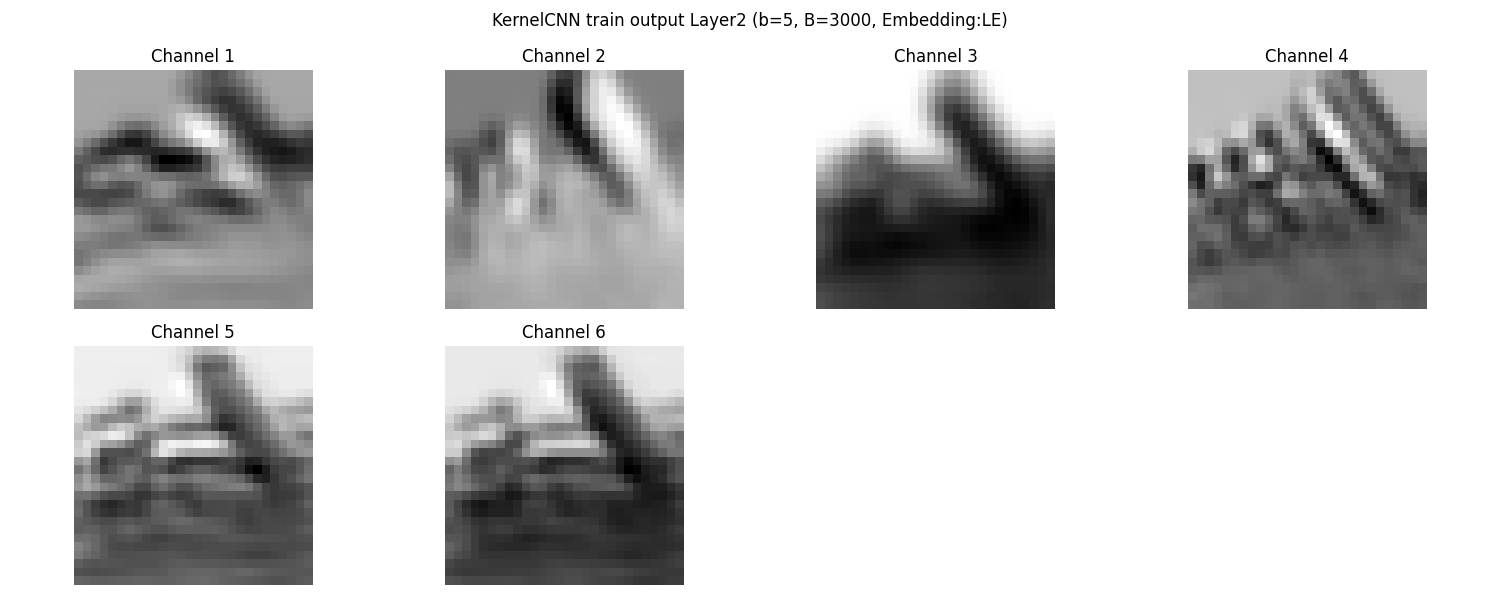 KernelCNN train output Layer2 (b=5, B=3000, Embedding:LE)
Channel 1
Channel 2
Channel 3
Channel 4
Channel 5
Channel 6